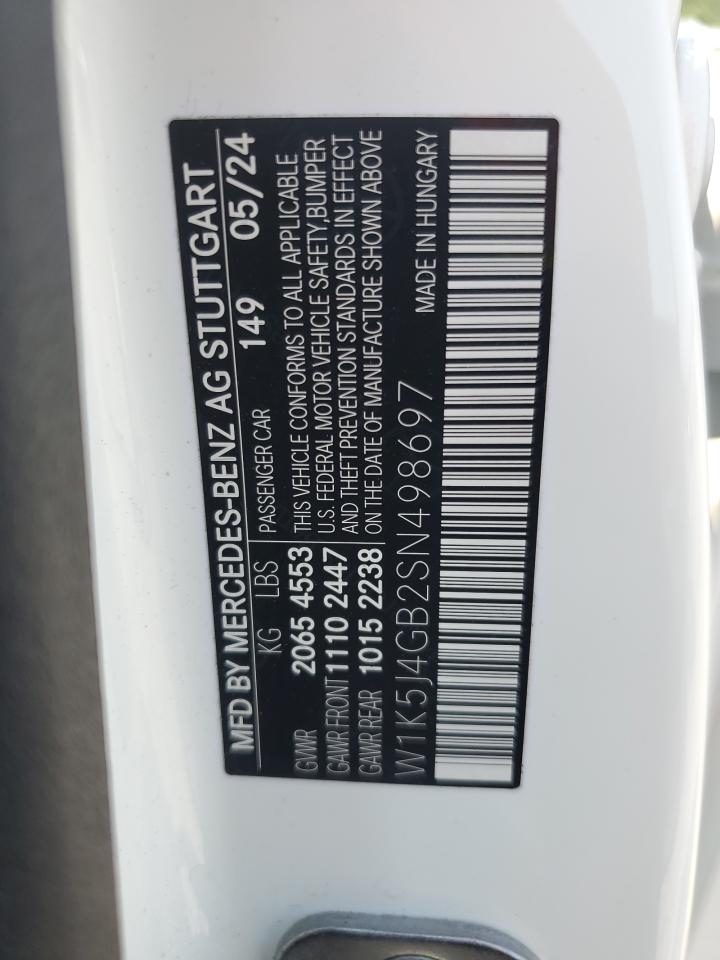 MFD BY MERCEDES-BENZ AG STUTTGART
149 05/24
KG LBS PASSENGER CAR
GVWR 2065 4553
GAWR FRONT 1110 2447
GAWR REAR 1015 2238
THIS VEHICLE CONFORMS TO ALL APPLICABLE
U.S. FEDERAL MOTOR VEHICLE SAFETY,BUMPER
AND THEFT PREVENTION STANDARDS IN EFFECT
ON THE DATE OF MANUFACTURE SHOWN ABOVE
W1K5J4GB2SN498697 MADE IN HUNGARY